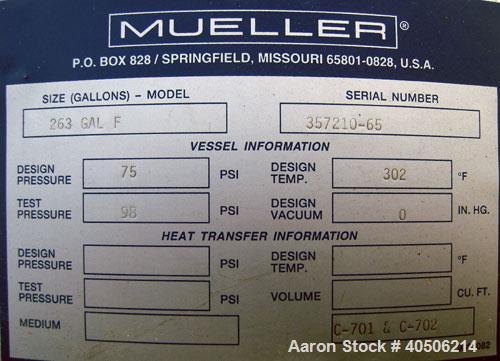 MUELLER®
P.O. BOX 828 / SPRINGFIELD, MISSOURI 65801-0828, U.S.A.
SIZE (GALLONS) - MODEL SERIAL NUMBER
263 GAL F 357210-65
VESSEL INFORMATION
DESIGN PRESSURE 75 PSI DESIGN TEMP. 302 °F
TEST PRESSURE 98 PSI DESIGN VACUUM 0 IN. HG.
HEAT TRANSFER INFORMATION
DESIGN PRESSURE PSI DESIGN TEMP. °F
TEST PRESSURE PSI VOLUME CU. FT.
MEDIUM C-701 & C-702
Aaron Stock # 40506214